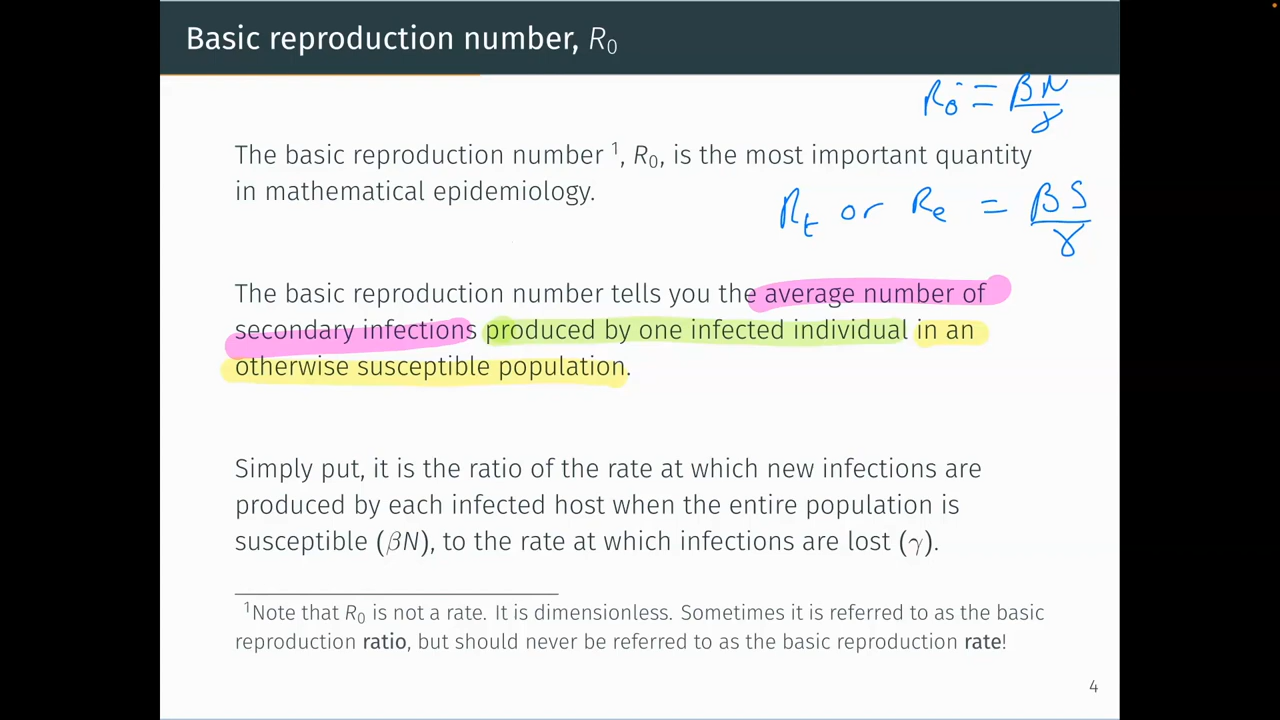 Basic reproduction number, R₀
R₀ = βN/γ
The basic reproduction number ¹, R₀, is the most important quantity
in mathematical epidemiology.
Rₜ or Rₑ = βS/γ
The basic reproduction number tells you the average number of
secondary infections produced by one infected individual in an
otherwise susceptible population.
Simply put, it is the ratio of the rate at which new infections are
produced by each infected host when the entire population is
susceptible (βN), to the rate at which infections are lost (γ).
¹Note that R₀ is not a rate. It is dimensionless. Sometimes it is referred to as the basic
reproduction ratio, but should never be referred to as the basic reproduction rate!
4